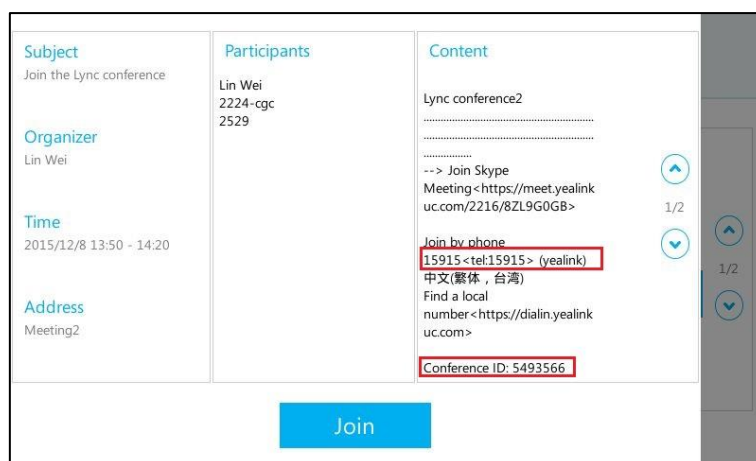 Subject
Join the Lync conference
Organizer
Lin Wei
Time
2015/12/8 13:50 - 14:20
Address
Meeting2
Participants
Lin Wei
2224-cgc
2529
Content
Lync conference2
.............................................................
.............................................................
.................
--> Join Skype
Meeting<https://meet.yealink
uc.com/2216/8ZL9G0GB>
Join by phone
15915<tel:15915> (yealink)
中文(繁体，台湾)
Find a local
number<https://dialin.yealink
uc.com>
Conference ID: 5493566
1/2
1/2
Join